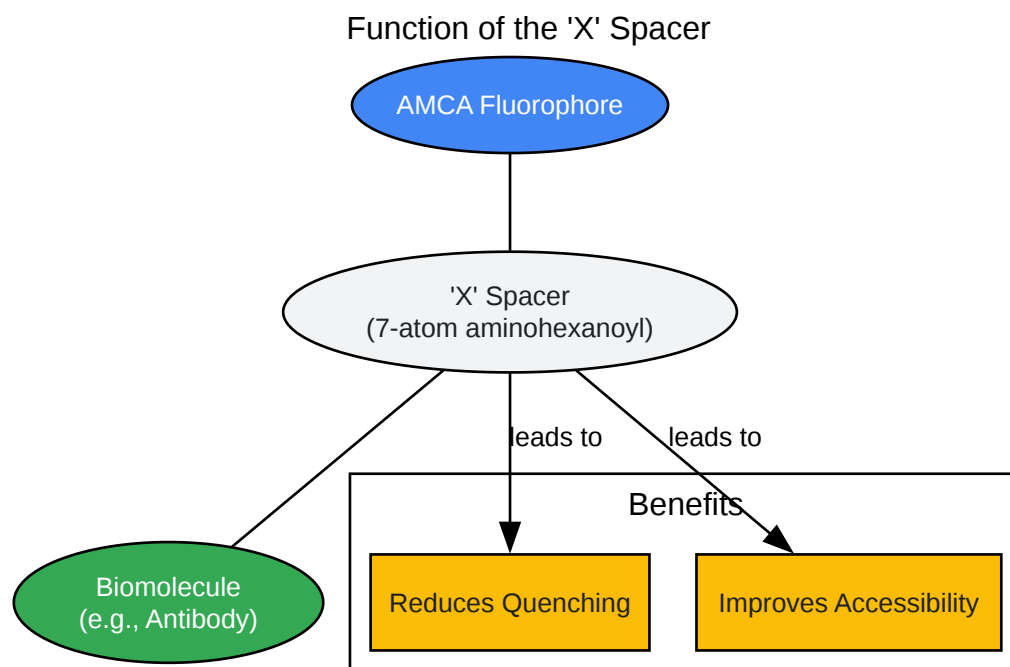 Function of the 'X' Spacer
AMCA Fluorophore
'X' Spacer
(7-atom aminohexanoyl)
leads to
leads to
Benefits
Biomolecule
(e.g., Antibody)
Reduces Quenching
Improves Accessibility